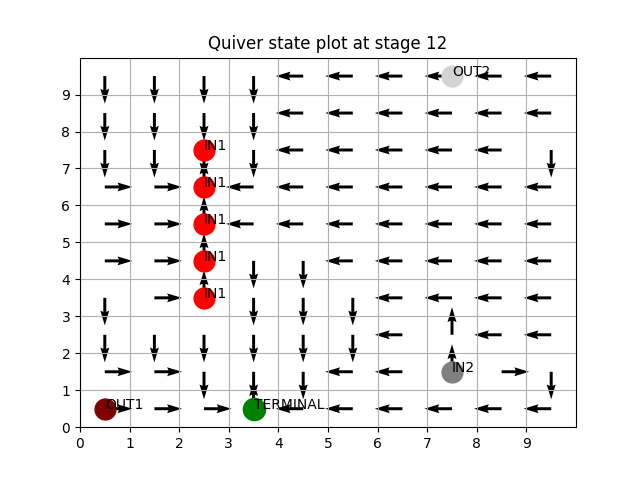 Quiver state plot at stage 12
OUT2
9
8
IN1
7
IN1
6
IN1
5
IN1
4
IN1
3
2
IN2
1
OUT1 TERMINAL
0
0 1 2 3 4 5 6 7 8 9